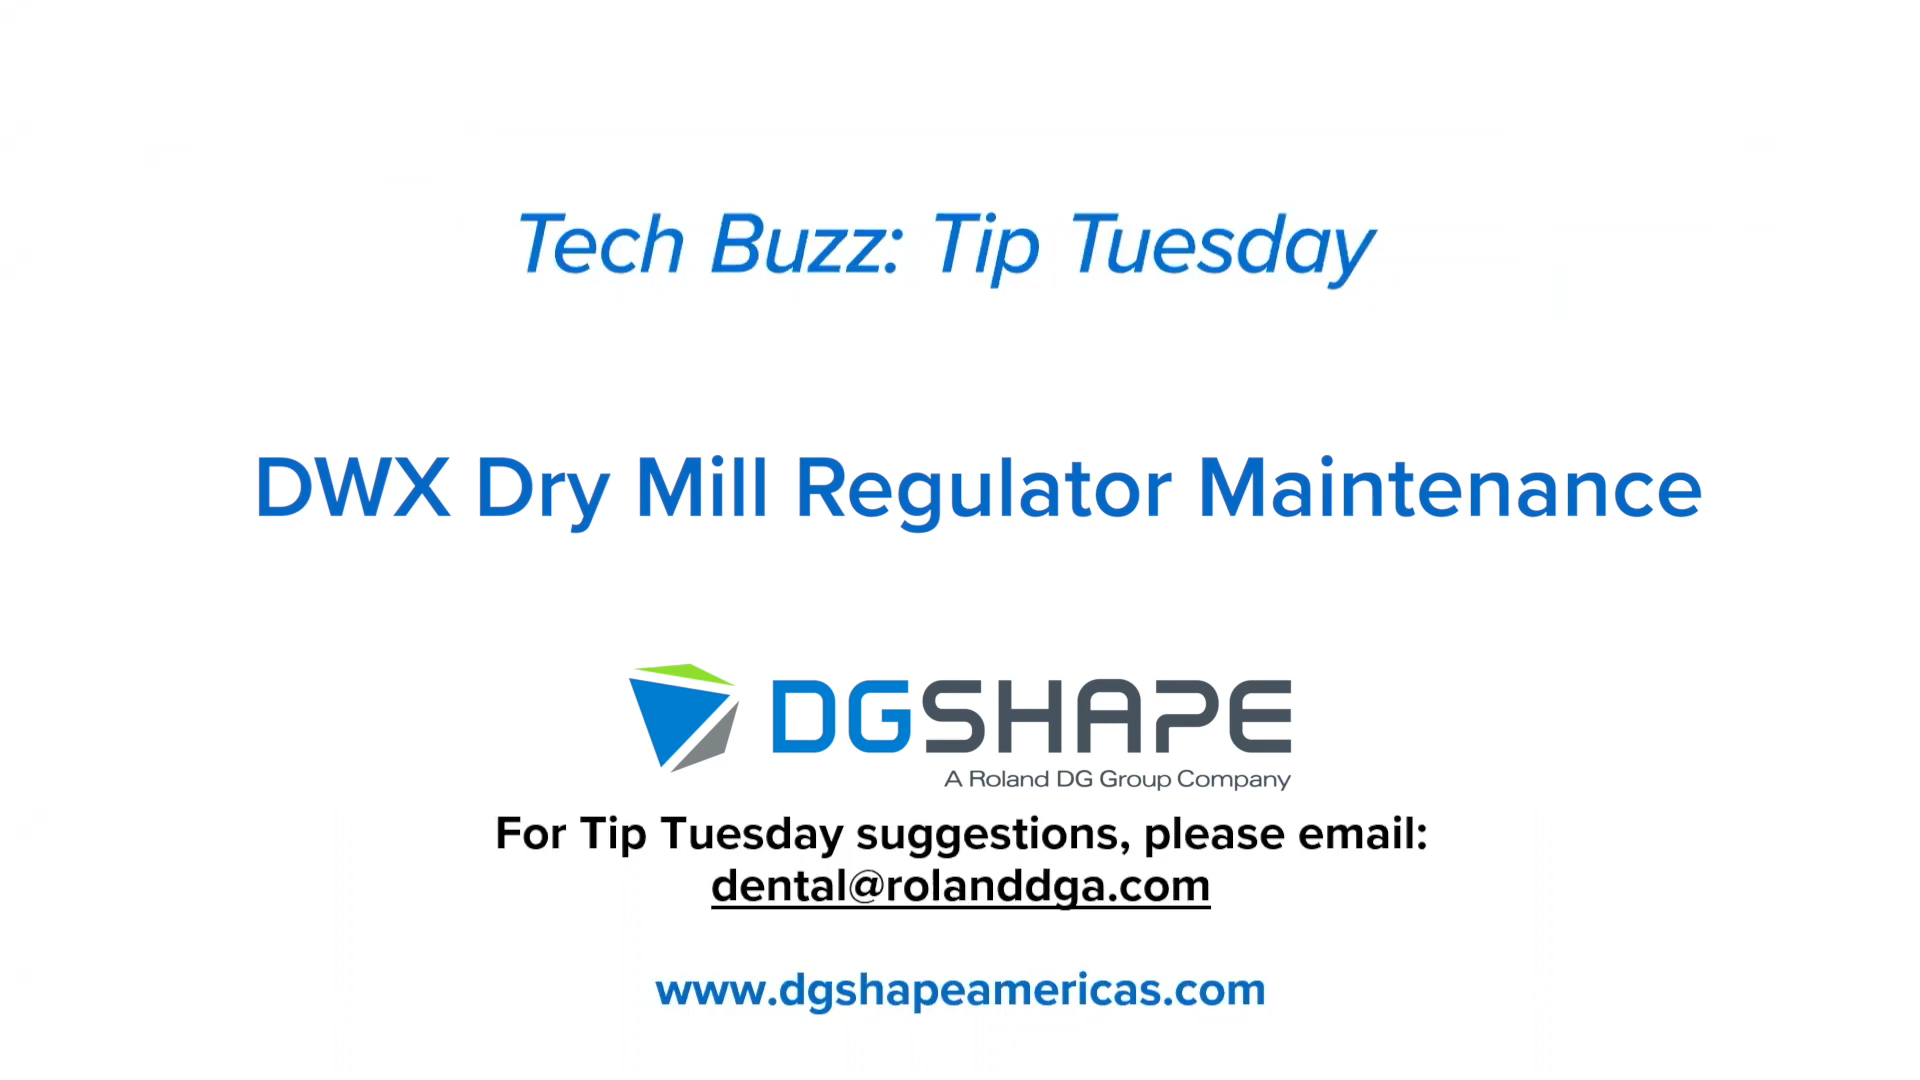 Tech Buzz: Tip Tuesday
DWX Dry Mill Regulator Maintenance
DGSHAPE
A Roland DG Group Company
For Tip Tuesday suggestions, please email:
dental@rolanddga.com
www.dgshapeamericas.com